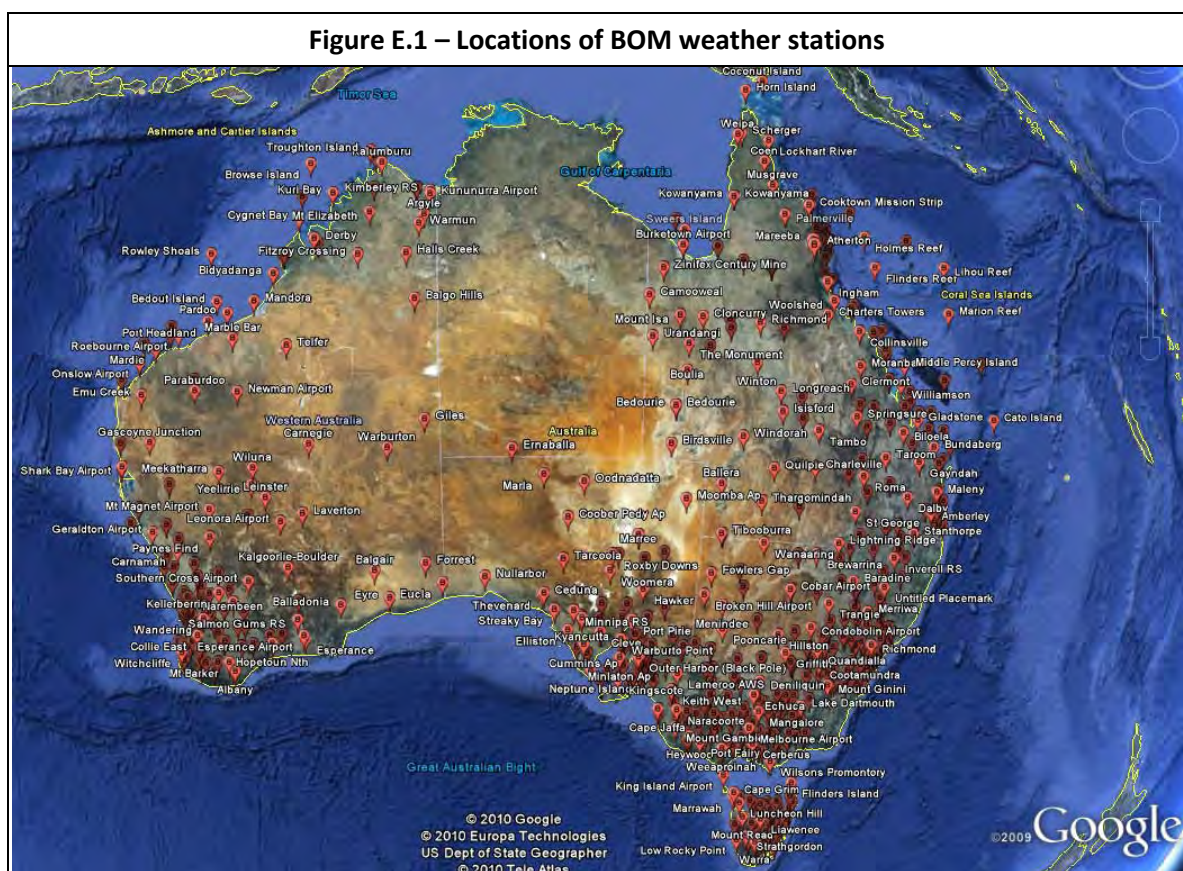 Figure E.1 – Locations of BOM weather stations
Coconut Island
Horn Island
Timor Sea
Ashmore and Cartier Islands
Weipa
Scherger
Troughton Island
Kalumburu
Coen
Lockhart River
Browse Island
Gulf of Carpentaria
Musgrave
Kuri Bay
Kimberley RS
Kununurra Airport
Kowanyama
Kowanyama
Argyle
Cooktown Mission Strip
Cygnet Bay
Mt Elizabeth
Warmun
Sweers Island
Palmerville
Derby
Burketown Airport
Mareeba
Atherton
Rowley Shoals
Fitzroy Crossing
Halls Creek
Holmes Reef
Bidyadanga
Zinifex Century Mine
Flinders Reef
Lihou Reef
Bedout Island
Mandora
Balgo Hills
Camooweal
Ingham
Coral Sea Islands
Pardoo
Woolshed
Charters Towers
Marion Reef
Marble Bar
Mount Isa
Cloncurry
Richmond
Port Headland
Urandangi
Roebourne Airport
Telfer
Collinsville
Mardie
The Monument
Moranbah
Middle Percy Island
Onslow Airport
Paraburdoo
Boulia
Winton
Clermont
Emu Creek
Newman Airport
Longreach
Williamson
Bedourie
Bedourie
Isisford
Springsure
Gladstone
Cato Island
Western Australia
Giles
Australia
Gascoyne Junction
Carnegie
Warburton
Ernaballa
Birdsville
Windorah
Tambo
Biloela
Bundaberg
Shark Bay Airport
Meekatharra
Wiluna
Oodnadatta
Ballera
Quilpie
Charleville
Taroom
Gayndah
Yeelirrie
Leinster
Marla
Moomba Ap
Thargomindah
Roma
Maleny
Mt Magnet Airport
Leonora Airport
Laverton
Coober Pedy Ap
Dalby
Amberley
Geraldton Airport
Tibooburra
St George
Stanthorpe
Paynes Find
Marree
Wanaaring
Lightning Ridge
Carnamah
Kalgoorlie-Boulder
Balgair
Forrest
Tarcoola
Roxby Downs
Fowlers Gap
Brewarrina
Inverell RS
Southern Cross Airport
Nullarbor
Woomera
Cobar Airport
Baradine
Kellerberrin
Narembeen
Balladonia
Eyre
Eucla
Ceduna
Hawker
Broken Hill Airport
Untitled Placemark
Thevenard
Trangie
Merriwa
Wandering
Salmon Gums RS
Streaky Bay
Minnipa RS
Menindee
Condobolin Airport
Collie East
Esperance Airport
Esperance
Elliston
Kyancutta
Cleve
Port Pirie
Pooncarie
Hillston
Richmond
Witchcliffe
Hopetoun Nth
Cummins Ap
Warburto Point
Griffith
Quandialla
Mt Barker
Minlaton Ap
Outer Harbor (Black Pole)
Cootamundra
Albany
Neptune Island
Kingscote
Lameroo AWS
Deniliquin
Mount Ginini
Keith West
Echuca
Lake Dartmouth
Cape Jaffa
Naracoorte
Mangalore
Mount Gambier
Melbourne Airport
Heywood
Port Fairy
Cerberus
Great Australian Bight
Weeaproinah
Wilsons Promontory
King Island Airport
Cape Grim
Flinders Island
Marrawah
Luncheon Hill
Mount Read
Liawenee
Low Rocky Point
Strathgordon
Warra
© 2010 Google
© 2010 Europa Technologies
US Dept of State Geographer
© 2010 Tele Atlas
©2009 Google